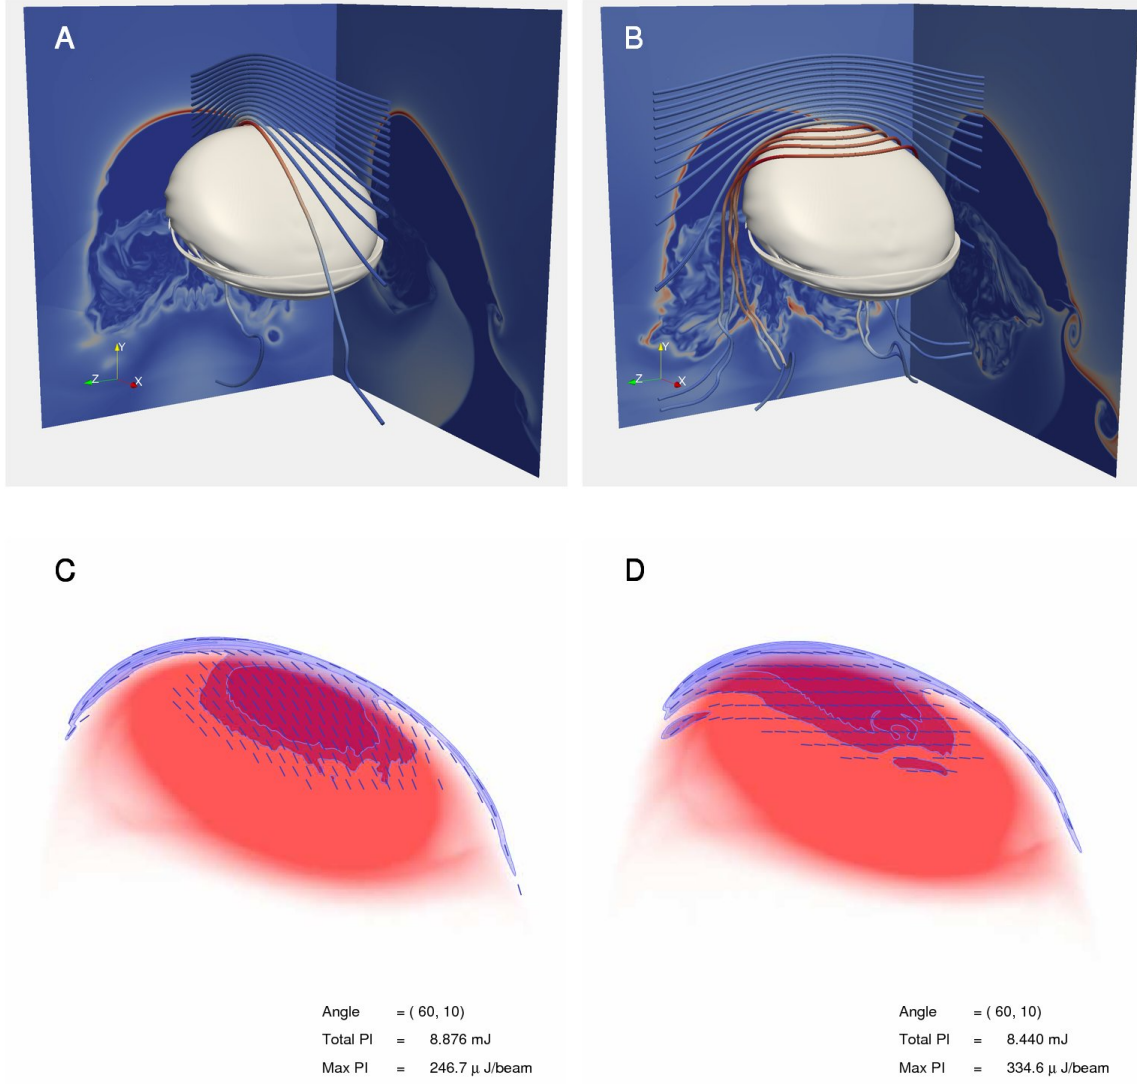 A
B
Y
Z
X
Y
Z
X
C
D
Angle = ( 60, 10)
Total PI = 8.876 mJ
Max PI = 246.7 μ J/beam
Angle = ( 60, 10)
Total PI = 8.440 mJ
Max PI = 334.6 μ J/beam